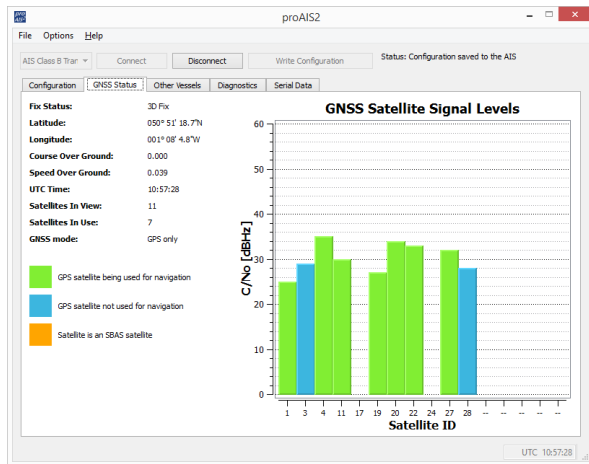 pro
AIS²
proAIS2
File Options Help
AIS Class B Tran Connect Disconnect Write Configuration Status: Configuration saved to the AIS
Configuration GNSS Status Other Vessels Diagnostics Serial Data
Fix Status: 3D Fix
Latitude: 050° 51' 18.7"N
Longitude: 001° 08' 4.8"W
Course Over Ground: 0.000
Speed Over Ground: 0.039
UTC Time: 10:57:28
Satellites In View: 11
Satellites In Use: 7
GNSS mode: GPS only
GPS satellite being used for navigation
GPS satellite not used for navigation
Satellite is an SBAS satellite
GNSS Satellite Signal Levels
60
50
40
30
20
10
0
C/No [dBHz]
1 3 4 11 17 19 20 22 24 27 28 -- -- -- -- --
Satellite ID
UTC 10:57:28